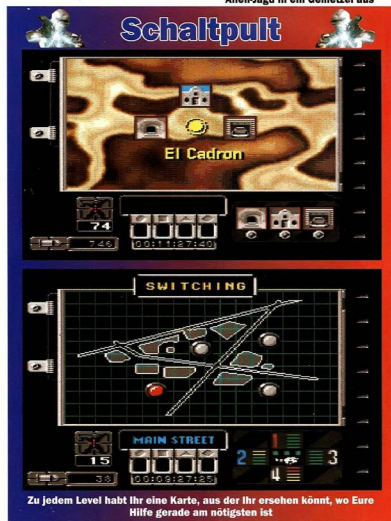 Alien-Jagd in ein Gemetzel aus
Schaltpult
El Cadron
74
746
00:11:27:40
SWITCHING
MAIN STREET
15
38
00:09:27:25
1
2
3
4
Zu jedem Level habt Ihr eine Karte, aus der Ihr ersehen könnt, wo Eure
Hilfe gerade am nötigsten ist